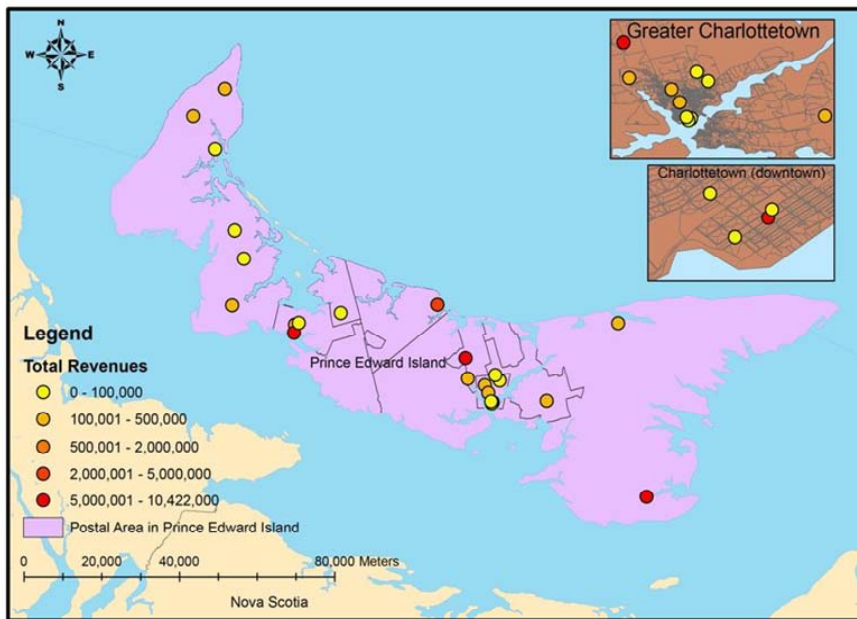 N
W E
S
Greater Charlottetown
Charlottetown (downtown)
Prince Edward Island
Legend
Total Revenues
0 - 100,000
100,001 - 500,000
500,001 - 2,000,000
2,000,001 - 5,000,000
5,000,001 - 10,422,000
Postal Area in Prince Edward Island
0 20,000 40,000 80,000 Meters
Nova Scotia